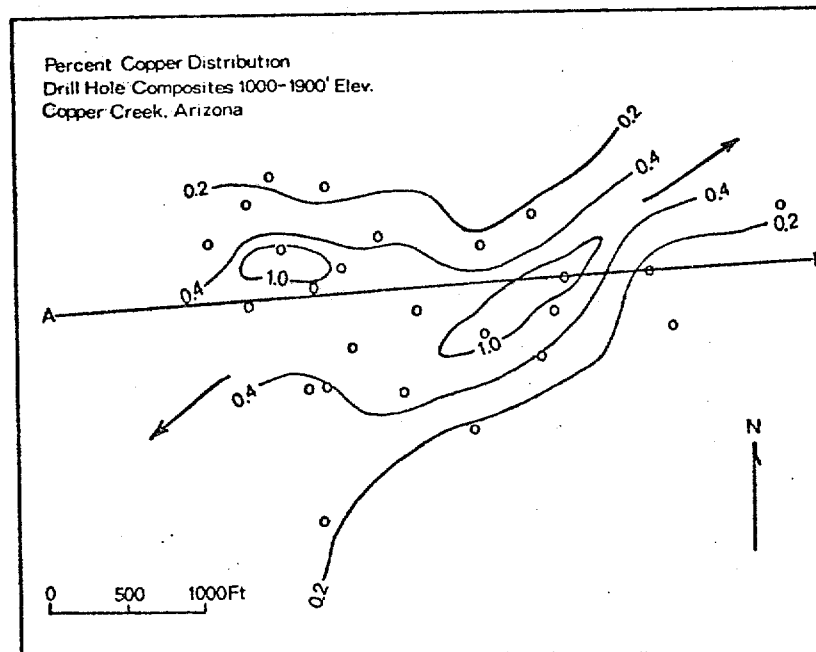 Percent Copper Distribution
Drill Hole Composites 1000-1900' Elev.
Copper Creek, Arizona
0.2
0.4
0.2
0.4
0.2
1.0
0.4
A
1.0
0.4
N
0 500 1000Ft
0.2